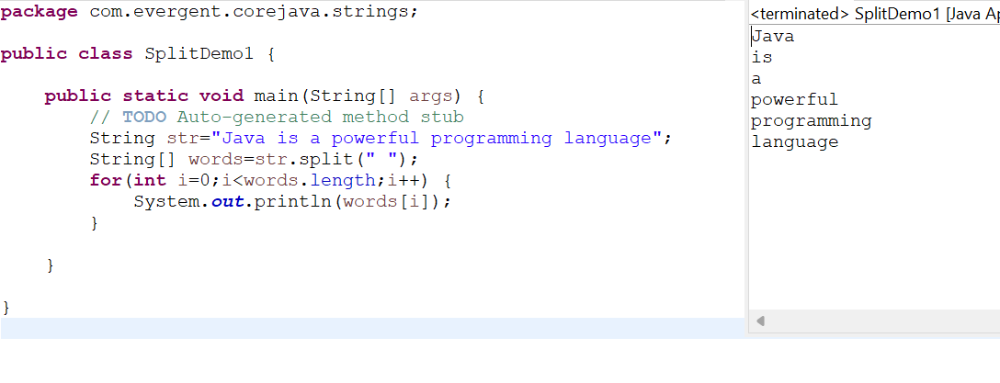 package com.evergent.corejava.strings;
public class SplitDemo1 {
public static void main(String[] args) {
// TODO Auto-generated method stub
String str="Java is a powerful programming language";
String[] words=str.split(" ");
for(int i=0;i<words.length;i++) {
System.out.println(words[i]);
}
}
}
<terminated> SplitDemo1 [Java Ap
Java
is
a
powerful
programming
language